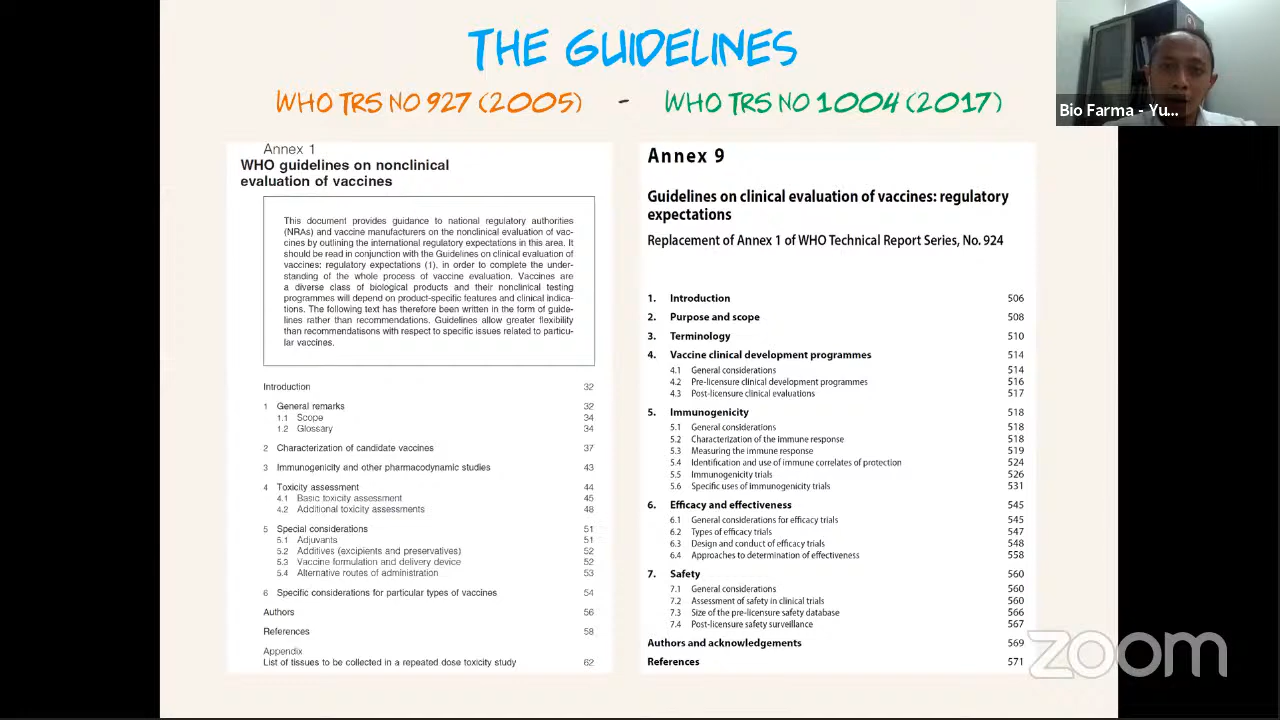 THE GUIDELINES
WHO TRS NO 927 (2005) - WHO TRS NO 1004 (2017)
Bio Farma - Yu...
Annex 1
WHO guidelines on nonclinical
evaluation of vaccines
This document provides guidance to national regulatory authorities
(NRAs) and vaccine manufacturers on the nonclinical evaluation of vac-
cines by outlining the international regulatory expectations in this area. It
should be read in conjunction with the Guidelines on clinical evaluation of
vaccines: regulatory expectations (1), in order to complete the under-
standing of the whole process of vaccine evaluation. Vaccines are
a diverse class of biological products and their nonclinical testing
programmes will depend on product-specific features and clinical indica-
tions. The following text has therefore been written in the form of guide-
lines rather than recommendations. Guidelines allow greater flexibility
than recommendatisons with respect to specific issues related to particu-
lar vaccines.
Introduction 32
1 General remarks 32
1.1 Scope 34
1.2 Glossary 34
2 Characterization of candidate vaccines 37
3 Immunogenicity and other pharmacodynamic studies 43
4 Toxicity assessment 44
4.1 Basic toxicity assessment 45
4.2 Additional toxicity assessments 48
5 Special considerations 51
5.1 Adjuvants 51
5.2 Additives (excipients and preservatives) 52
5.3 Vaccine formulation and delivery device 52
5.4 Alternative routes of administration 53
6 Specific considerations for particular types of vaccines 54
Authors 56
References 58
Appendix
List of tissues to be collected in a repeated dose toxicity study 62
Annex 9
Guidelines on clinical evaluation of vaccines: regulatory
expectations
Replacement of Annex 1 of WHO Technical Report Series, No. 924
1. Introduction 506
2. Purpose and scope 508
3. Terminology 510
4. Vaccine clinical development programmes 514
4.1 General considerations 514
4.2 Pre-licensure clinical development programmes 516
4.3 Post-licensure clinical evaluations 517
5. Immunogenicity 518
5.1 General considerations 518
5.2 Characterization of the immune response 518
5.3 Measuring the immune response 519
5.4 Identification and use of immune correlates of protection 524
5.5 Immunogenicity trials 526
5.6 Specific uses of immunogenicity trials 531
6. Efficacy and effectiveness 545
6.1 General considerations for efficacy trials 545
6.2 Types of efficacy trials 547
6.3 Design and conduct of efficacy trials 548
6.4 Approaches to determination of effectiveness 558
7. Safety 560
7.1 General considerations 560
7.2 Assessment of safety in clinical trials 560
7.3 Size of the pre-licensure safety database 566
7.4 Post-licensure safety surveillance 567
Authors and acknowledgements 569
References 571
zoom